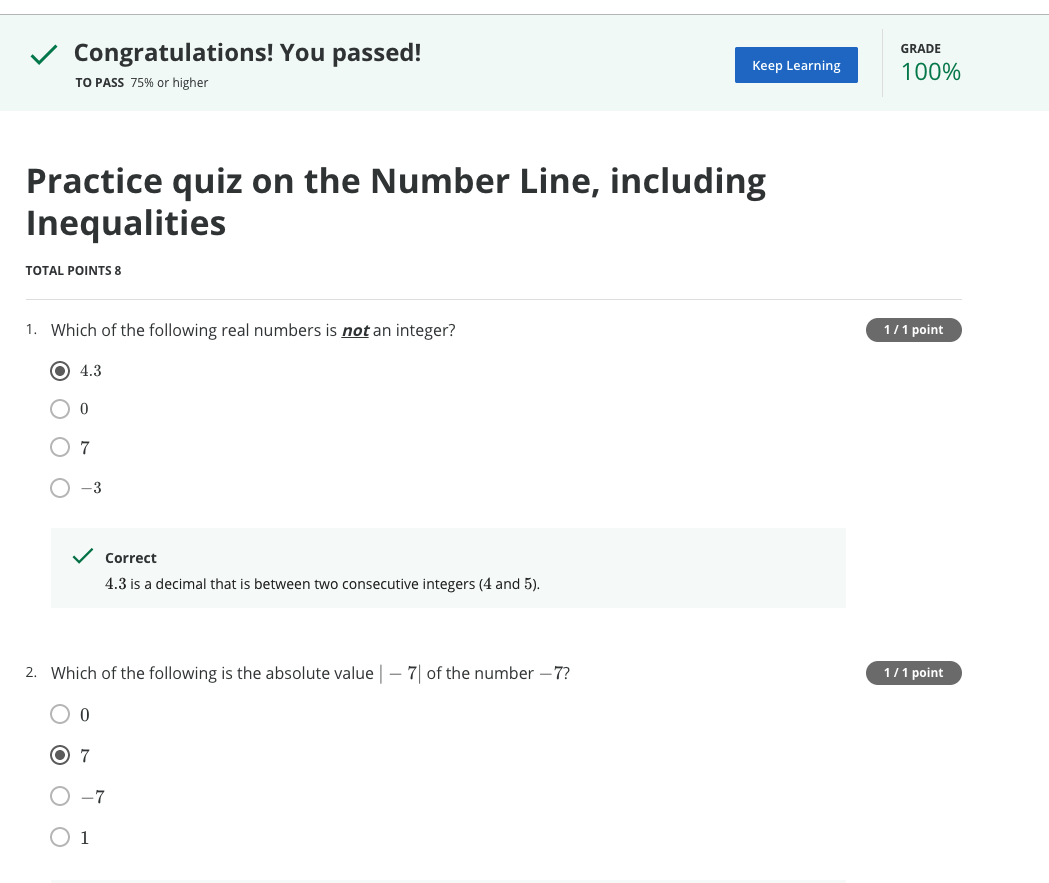 Congratulations! You passed!
TO PASS 75% or higher
Keep Learning
GRADE
100%
Practice quiz on the Number Line, including
Inequalities
TOTAL POINTS 8
1. Which of the following real numbers is not an integer?
1 / 1 point
4.3
0
7
−3
Correct
4.3 is a decimal that is between two consecutive integers (4 and 5).
2. Which of the following is the absolute value | − 7| of the number −7?
1 / 1 point
0
7
−7
1